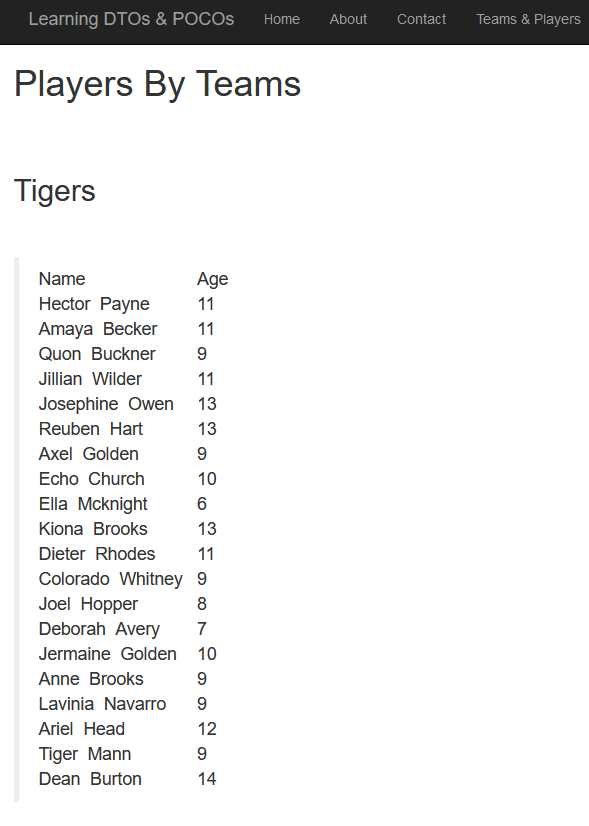 Learning DTOs & POCOs Home About Contact Teams & Players
Players By Teams
Tigers
Name Age
Hector Payne 11
Amaya Becker 11
Quon Buckner 9
Jillian Wilder 11
Josephine Owen 13
Reuben Hart 13
Axel Golden 9
Echo Church 10
Ella Mcknight 6
Kiona Brooks 13
Dieter Rhodes 11
Colorado Whitney 9
Joel Hopper 8
Deborah Avery 7
Jermaine Golden 10
Anne Brooks 9
Lavinia Navarro 9
Ariel Head 12
Tiger Mann 9
Dean Burton 14